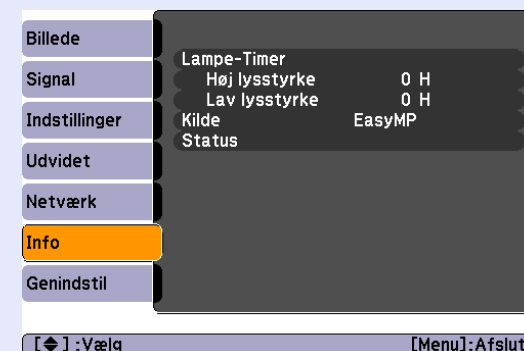 Billede
Signal
Indstillinger
Udvidet
Netværk
Info
Genindstil
Lampe-Timer
Høj lysstyrke 0 H
Lav lysstyrke 0 H
Kilde EasyMP
Status
[◆] :Vælg [Menu]:Afslut